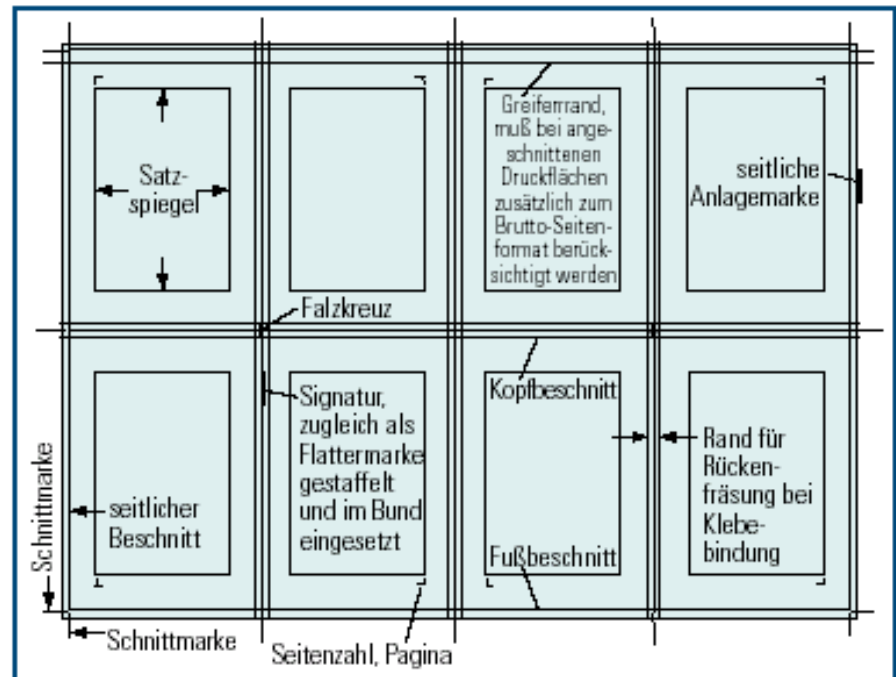 Satz-
spiegel
Greiferrrand,
muß bei ange-
schnittenen
Druckflächen
zusätzlich zum
Brutto-Seiten-
format berück-
sichtigt werden
seitliche
Anlagemarke
Falzkreuz
Kopfbeschnitt
Signatur,
zugleich als
Flattermarke
gestaffelt
und im Bund
eingesetzt
Rand für
Rücken-
fräsung bei
Klebe-
bindung
seitlicher
Beschnitt
Fußbeschnitt
Schnittmarke
Schnittmarke
Seitenzahl, Pagina